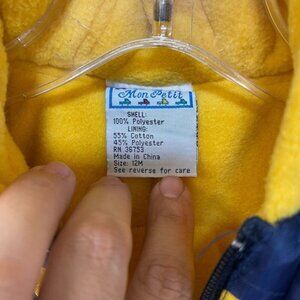 Mon Petit
SHELL:
100% Polyester
LINING:
55% Cotton
45% Polyester
RN 36753
Made in China
Size: 12M
See reverse for care